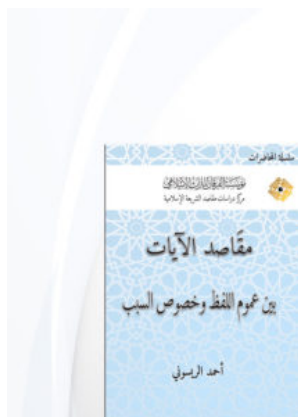 سلسلة المحاضرات
مؤسسة الفرقان للتراث الإسلامي
مركز دراسات مقاصد الشريعة الإسلامية
مقاصد الآيات
بين عموم اللفظ وخصوص السبب
أحمد الريسوني